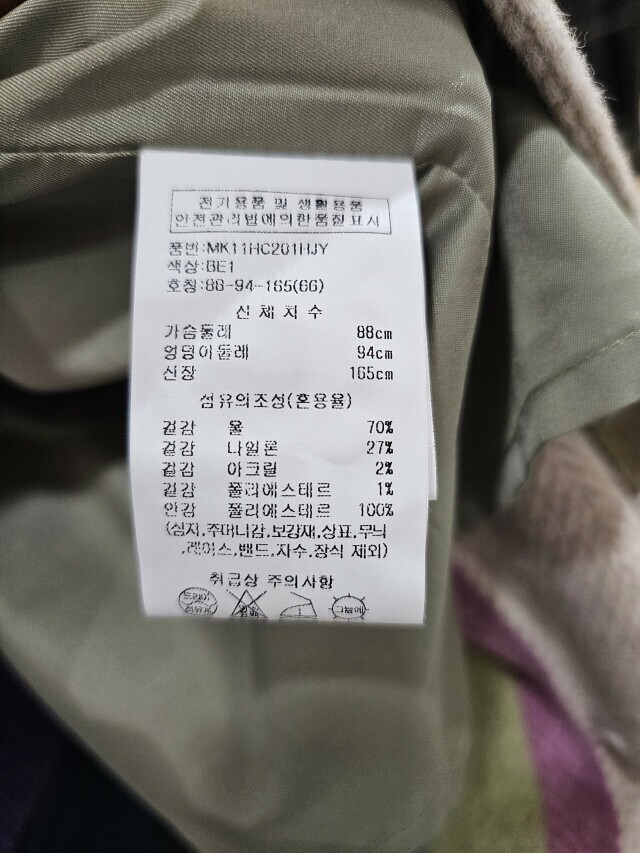 전기용품 및 생활용품
안전관리법에의한품질표시
품번:MK11HC201HJY
색상:BE1
호칭:88-94-165(66)
신체치수
가슴둘레 88cm
엉덩이둘레 94cm
신장 165cm
섬유의조성(혼용율)
겉감 울 70%
겉감 나일론 27%
겉감 아크릴 2%
겉감 폴리에스테르 1%
안감 폴리에스테르 100%
(심지,주머니감,보강재,상표,무늬
,레이스,밴드,자수,장식 제외)
취급상 주의사항
드라이 그늘에